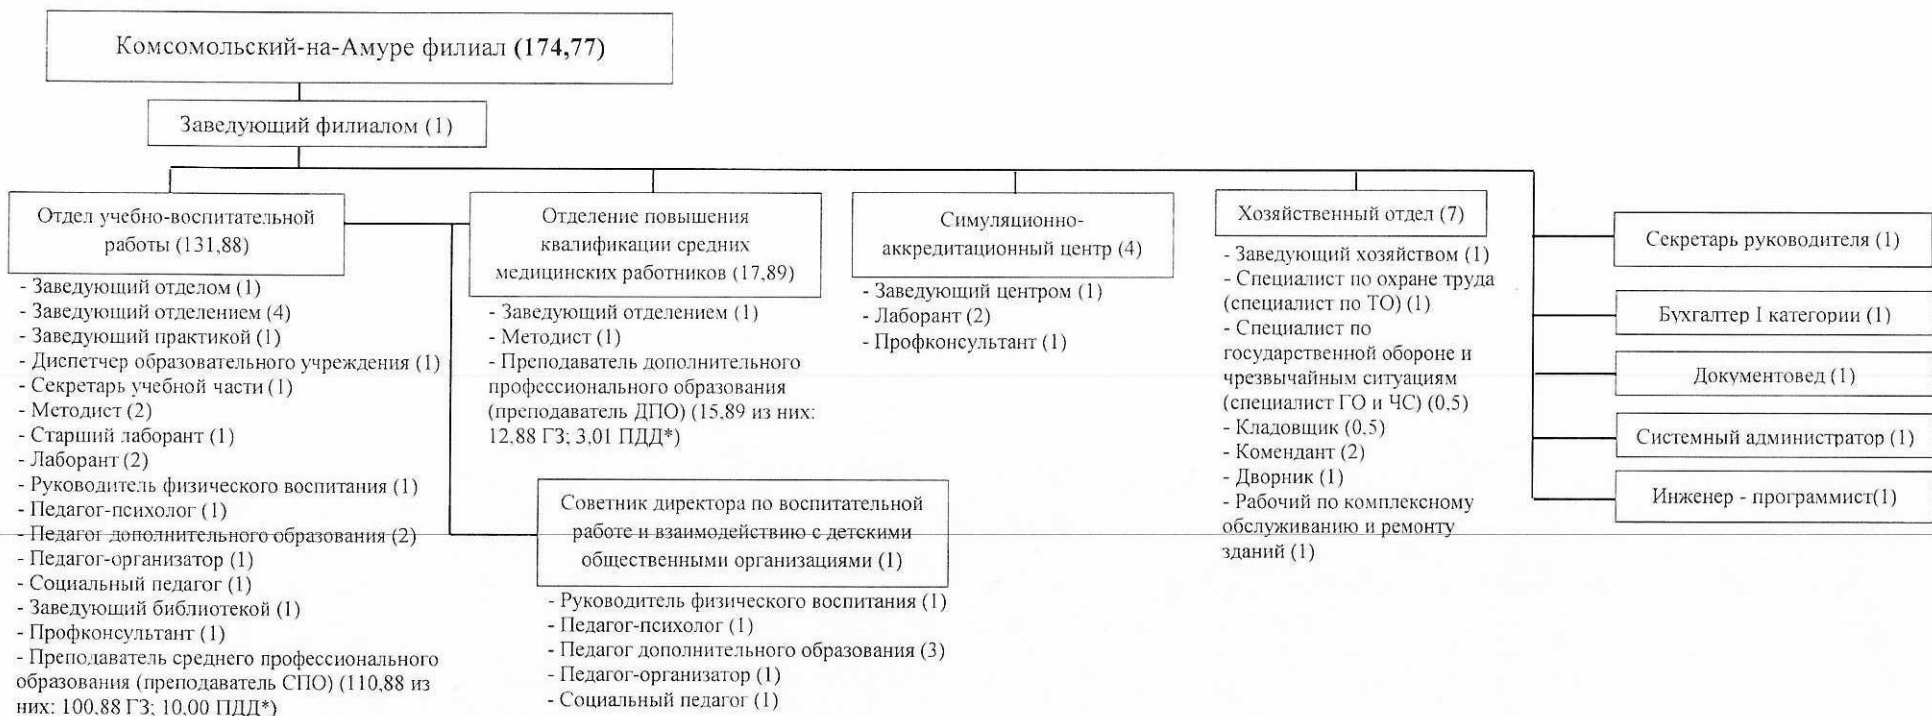 Комсомольский-на-Амуре филиал (174,77)
Заведующий филиалом (1)
Отдел учебно-воспитательной
работы (131,88)
- Заведующий отделом (1)
- Заведующий отделением (4)
- Заведующий практикой (1)
- Диспетчер образовательного учреждения (1)
- Секретарь учебной части (1)
- Методист (2)
- Старший лаборант (1)
- Лаборант (2)
- Руководитель физического воспитания (1)
- Педагог-психолог (1)
- Педагог дополнительного образования (2)
- Педагог-организатор (1)
- Социальный педагог (1)
- Заведующий библиотекой (1)
- Профконсультант (1)
- Преподаватель среднего профессионального
образования (преподаватель СПО) (110,88 из
них: 100,88 ГЗ; 10,00 ПДД*)
Отделение повышения
квалификации средних
медицинских работников (17,89)
- Заведующий отделением (1)
- Методист (1)
- Преподаватель дополнительного
профессионального образования
(преподаватель ДПО) (15,89 из них:
12,88 ГЗ; 3,01 ПДД*)
Советник директора по воспитательной
работе и взаимодействию с детскими
общественными организациями (1)
- Руководитель физического воспитания (1)
- Педагог-психолог (1)
- Педагог дополнительного образования (3)
- Педагог-организатор (1)
- Социальный педагог (1)
Симуляционно-
аккредитационный центр (4)
- Заведующий центром (1)
- Лаборант (2)
- Профконсультант (1)
Хозяйственный отдел (7)
- Заведующий хозяйством (1)
- Специалист по охране труда
(специалист по ТО) (1)
- Специалист по
государственной обороне и
чрезвычайным ситуациям
(специалист ГО и ЧС) (0,5)
- Кладовщик (0,5)
- Комендант (2)
- Дворник (1)
- Рабочий по комплексному
обслуживанию и ремонту
зданий (1)
Секретарь руководителя (1)
Бухгалтер I категории (1)
Документовед (1)
Системный администратор (1)
Инженер - программист(1)